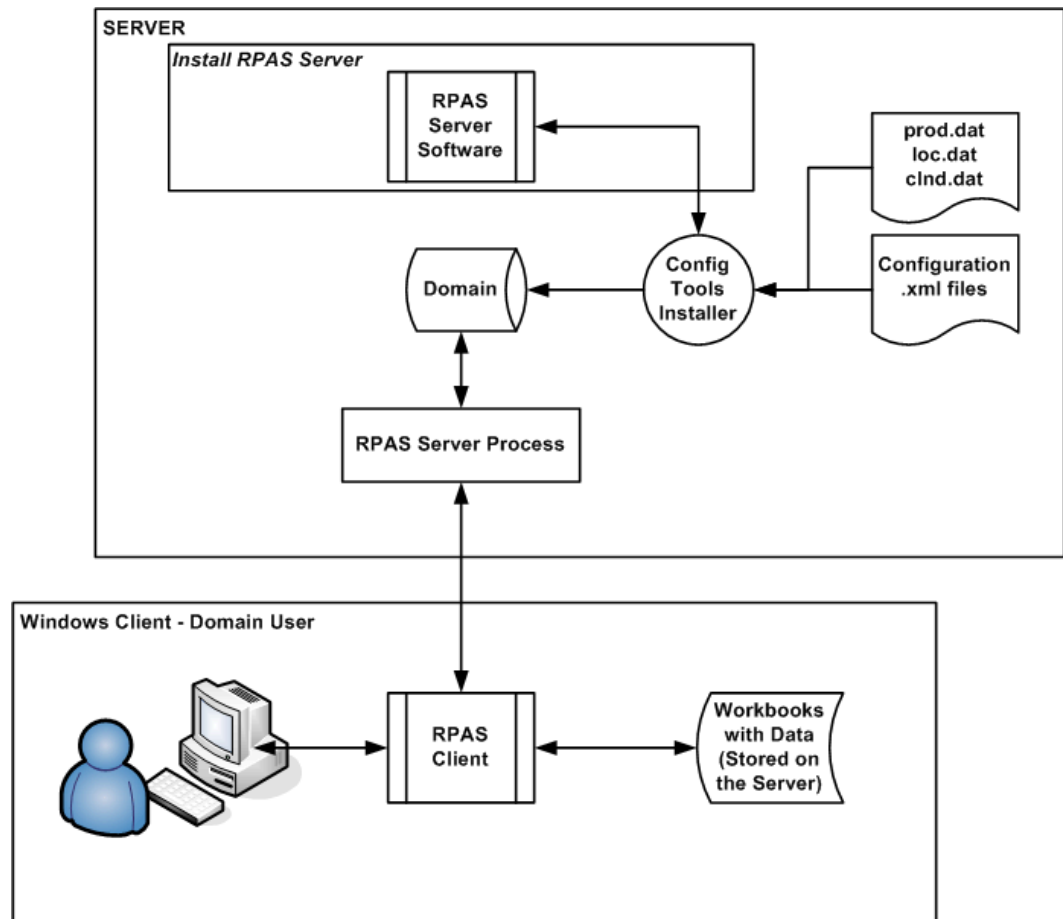 SERVER
Install RPAS Server
RPAS
Server
Software
prod.dat
loc.dat
clnd.dat
Domain
Config
Tools
Installer
Configuration
.xml files
RPAS Server Process
Windows Client - Domain User
RPAS
Client
Workbooks
with Data
(Stored on
the Server)